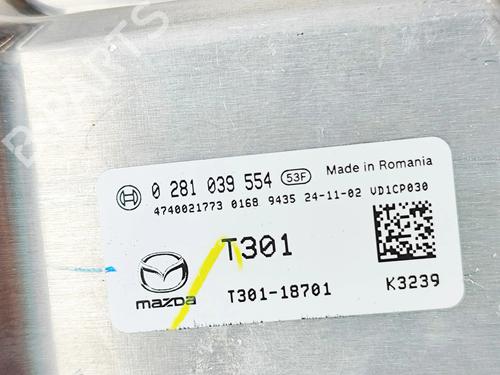 B-PARTS
0 281 039 554 53F Made in Romania
4740021773 0168 9435 24-11-02 VD1CP030
T301
mazda
T301-18701 K3239